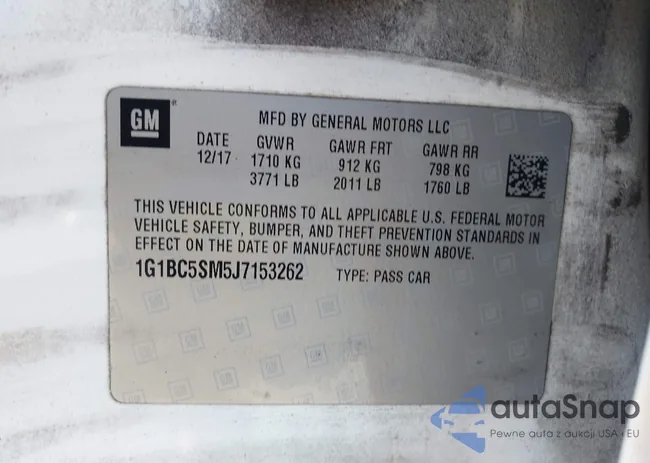 GM
MFD BY GENERAL MOTORS LLC
DATE GVWR GAWR FRT GAWR RR
12/17 1710 KG 912 KG 798 KG
3771 LB 2011 LB 1760 LB
THIS VEHICLE CONFORMS TO ALL APPLICABLE U.S. FEDERAL MOTOR
VEHICLE SAFETY, BUMPER, AND THEFT PREVENTION STANDARDS IN
EFFECT ON THE DATE OF MANUFACTURE SHOWN ABOVE.
1G1BC5SM5J7153262 TYPE: PASS CAR
autaSnap
Pewne auta z aukcji USA i EU